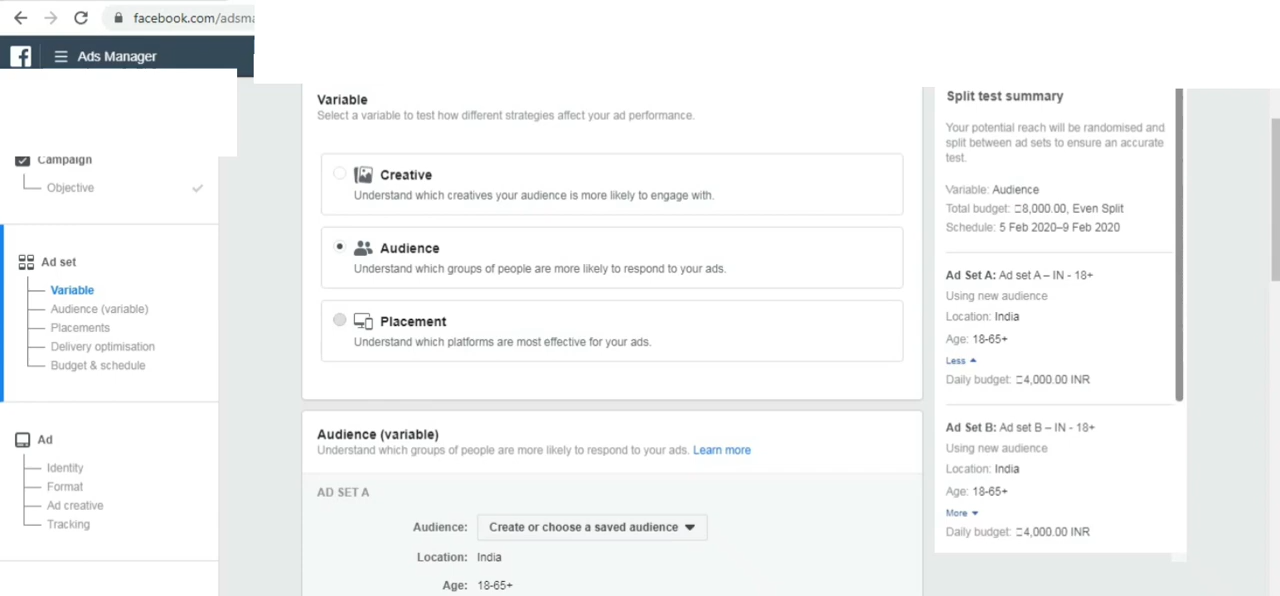 facebook.com/adsma
Ads Manager
Campaign
Objective
Ad set
Variable
Audience (variable)
Placements
Delivery optimisation
Budget & schedule
Ad
Identity
Format
Ad creative
Tracking
Variable
Select a variable to test how different strategies affect your ad performance.
Creative
Understand which creatives your audience is more likely to engage with.
Audience
Understand which groups of people are more likely to respond to your ads.
Placement
Understand which platforms are most effective for your ads.
Audience (variable)
Understand which groups of people are more likely to respond to your ads. Learn more
AD SET A
Audience: Create or choose a saved audience
Location: India
Age: 18-65+
Split test summary
Your potential reach will be randomised and
split between ad sets to ensure an accurate
test.
Variable: Audience
Total budget: 8,000.00, Even Split
Schedule: 5 Feb 2020–9 Feb 2020
Ad Set A: Ad set A – IN - 18+
Using new audience
Location: India
Age: 18-65+
Less
Daily budget: 4,000.00 INR
Ad Set B: Ad set B – IN - 18+
Using new audience
Location: India
Age: 18-65+
More
Daily budget: 4,000.00 INR